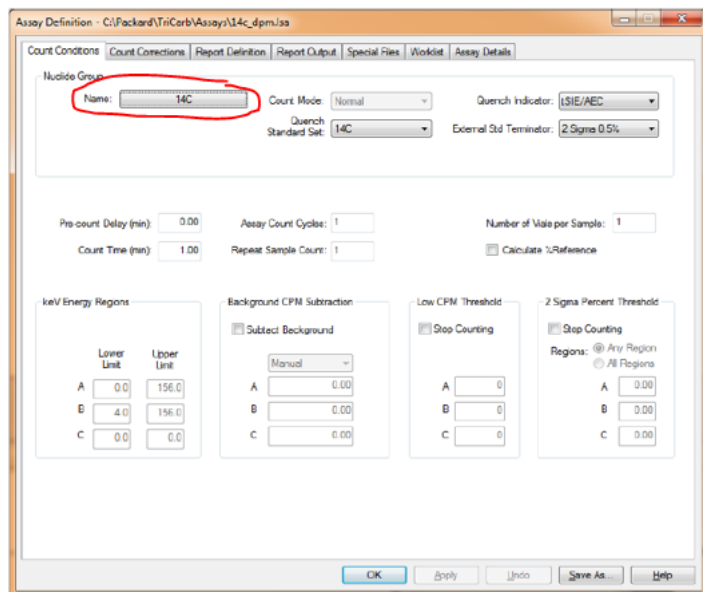 Assay Definition - C:\Packard\TriCarb\Assays\14c_dpm.lsa
Count Conditions Count Corrections Report Definition Report Output Special Files Worklist Assay Details
Nuclide Group
Name: 14C Count Mode: Normal Quench Indicator: tSIE/AEC
Quench Standard Set: 14C External Std Terminator: 2 Sigma 0.5%
Pre-count Delay (min): 0.00 Assay Count Cycles: 1 Number of Vials per Sample: 1
Count Time (min): 1.00 Repeat Sample Count: 1 Calculate %Reference
keV Energy Regions Background CPM Subtraction Low CPM Threshold 2 Sigma Percent Threshold
Subtract Background Stop Counting Stop Counting
Lower Limit Upper Limit Manual Regions: Any Region
All Regions
A 0.0 156.0 A 0.00 A 0 A 0.00
B 4.0 156.0 B 0.00 B 0 B 0.00
C 0.0 0.0 C 0.00 C 0 C 0.00
OK Apply Undo Save As... Help